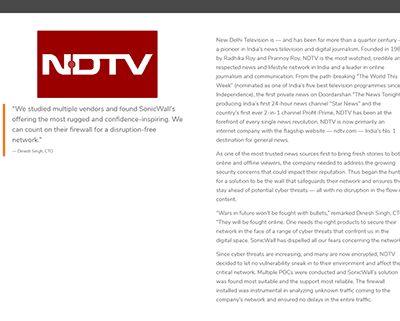 NDTV
"We studied multiple vendors and found SonicWall's
offering the most rugged and confidence-inspiring. We
can count on their firewall for a disruption-free
network."
— Dinesh Singh, CTO
New Delhi Television is — and has been for more than a quarter century –
a pioneer in India's news television and digital journalism. Founded in 198
by Radhika Roy and Prannoy Roy, NDTV is the most watched, credible an
respected news and lifestyle network in India and a leader in online
journalism and communication. From the path-breaking "The World This
Week" (nominated as one of India's five best television programmes since
Independence), the first private news on Doordarshan "The News Tonight
producing India's first 24-hour news channel "Star News" and the
country's first ever 2-in-1 channel Profit-Prime, NDTV has been at the
forefront of every single news revolution. NDTV is now primarily an
internet company with the flagship website — ndtv.com — India's No. 1
destination for general news.
As one of the most trusted news sources first to bring fresh stories to bot
online and offline viewers, the company needed to address the growing
security concerns that could impact their reputation. Thus began the hunt
for a solution to be the wall that safeguards their network and ensures the
stay ahead of potential cyber threats — all with no disruption in the flow o
content.
"Wars in future won't be fought with bullets," remarked Dinesh Singh, CT
"They will be fought online. One needs the right products to secure their
network in the face of a range of cyber threats that confront us in the
digital space. SonicWall has dispelled all our fears concerning the network
Since cyber threats are increasing, and many are now encrypted, NDTV
decided to let no vulnerability sneak in to their environment and affect the
critical network. Multiple POCs were conducted and SonicWall's solution
was found most suitable and the support most reliable. The firewall
installed was instrumental in analyzing unknown traffic coming to the
company's network and ensured no delays in the entire traffic.